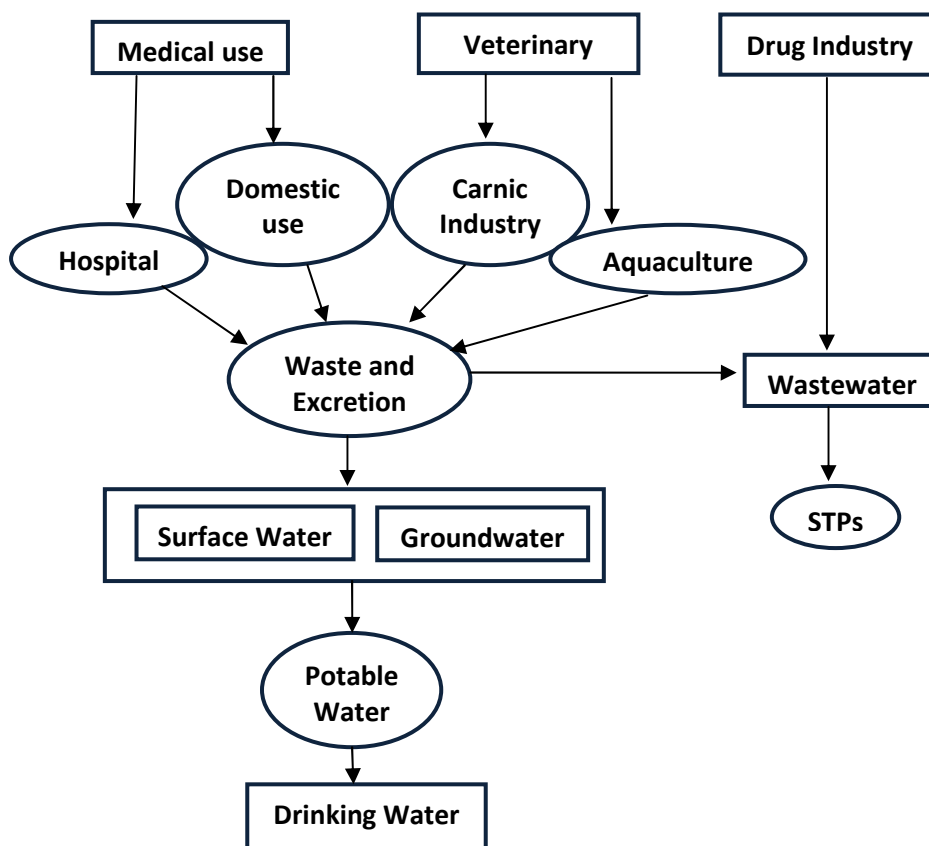 Medical use
Veterinary
Drug Industry
Domestic
use
Carnic
Industry
Hospital
Aquaculture
Waste and
Excretion
Wastewater
Surface Water
Groundwater
STPs
Potable
Water
Drinking Water